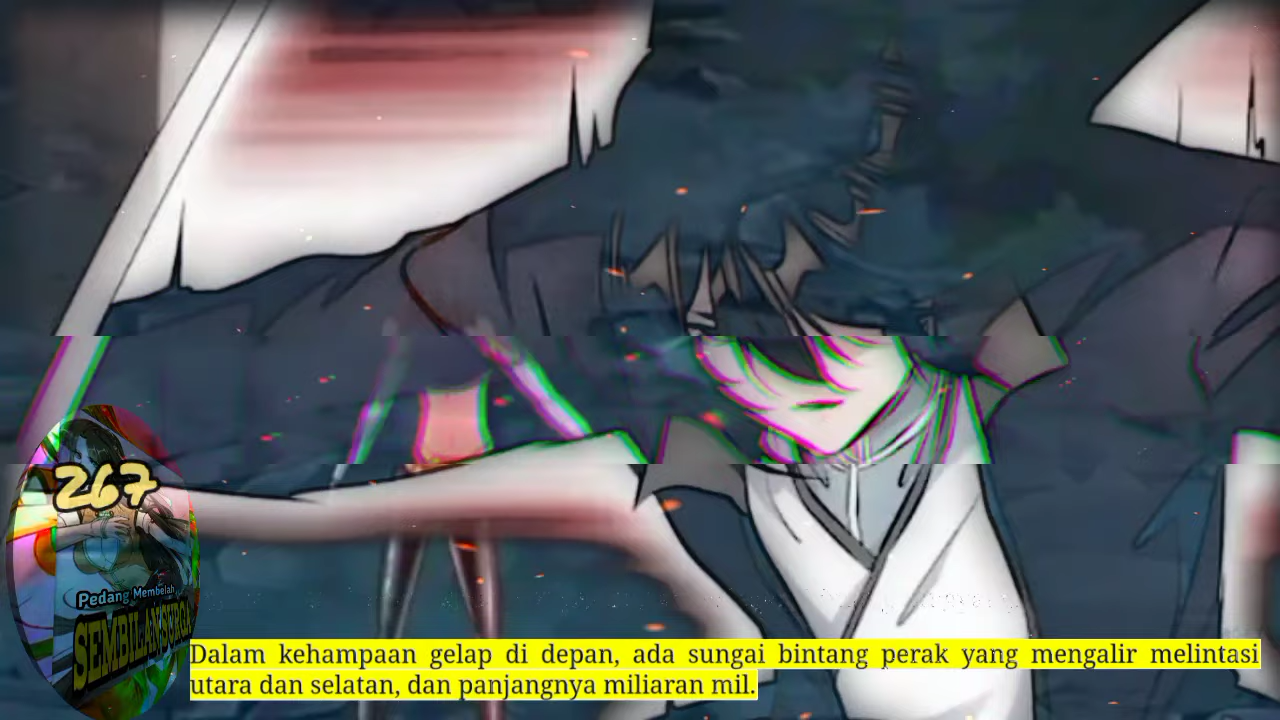 267
Pedang Membelah
SEMBILAN SURGA
Dalam kehampaan gelap di depan, ada sungai bintang perak yang mengalir melintasi
utara dan selatan, dan panjangnya miliaran mil.